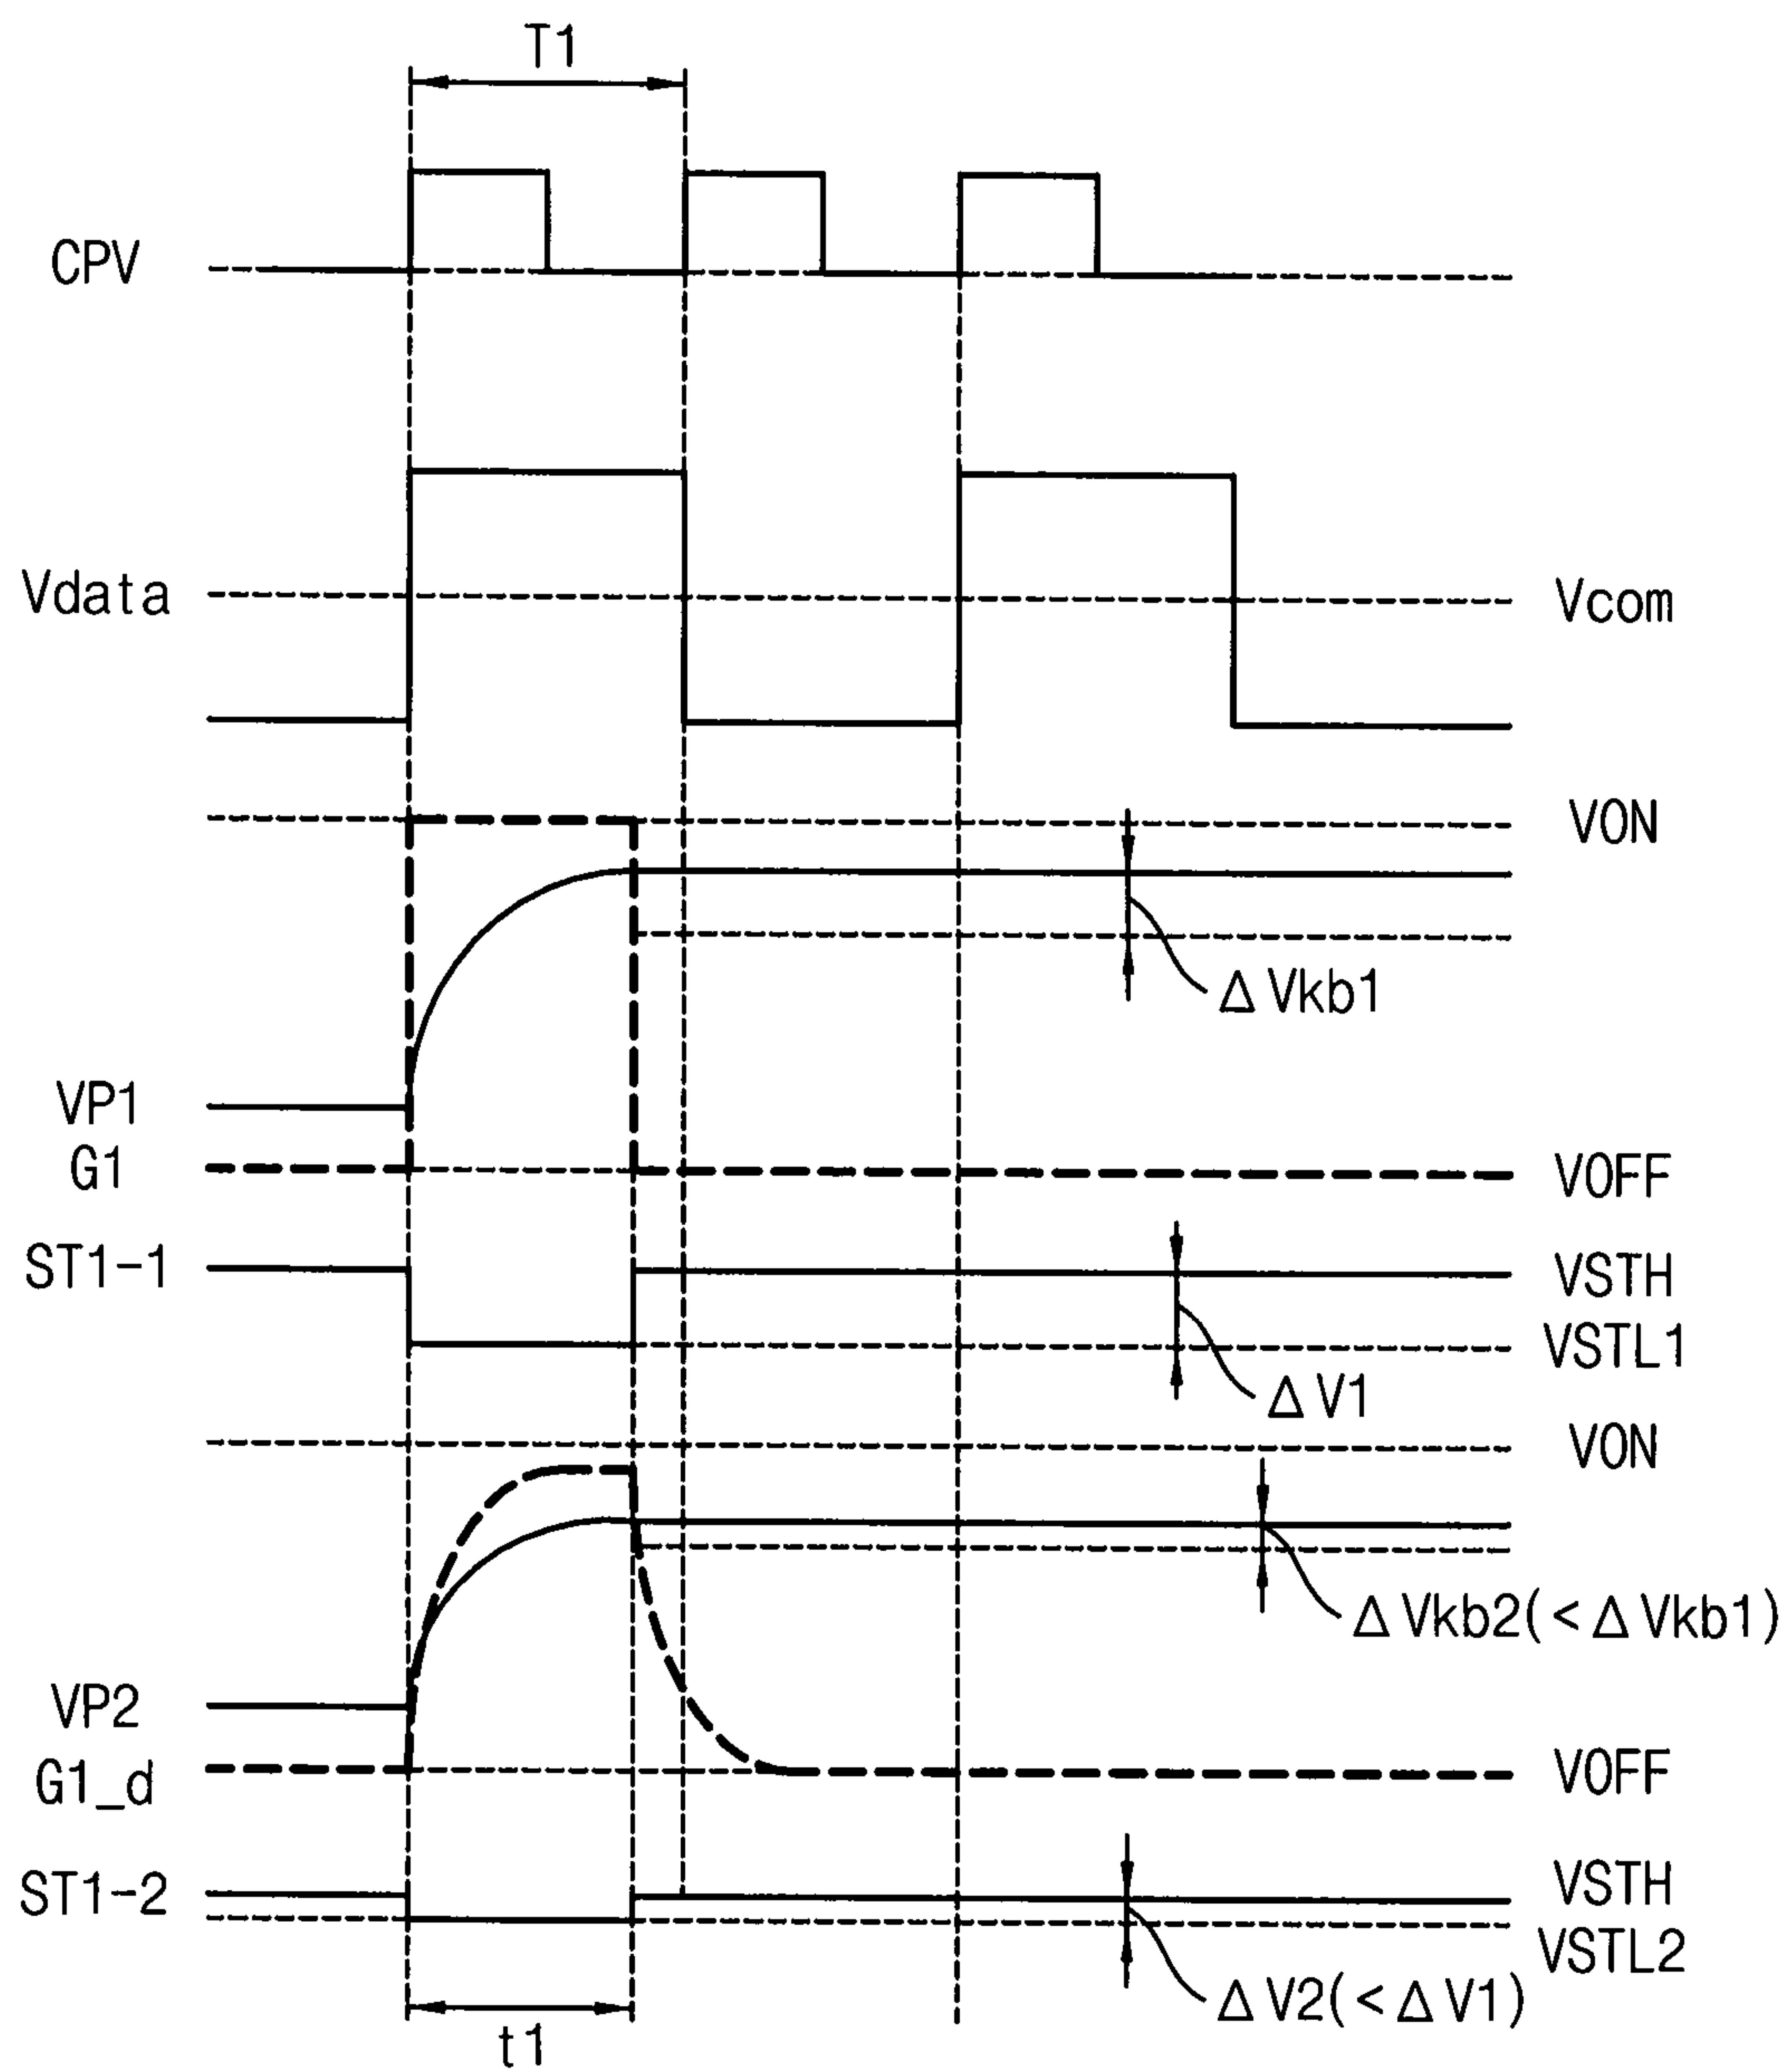 T1
CPV
Vdata
Vcom
VON
ΔVkb1
VP1
G1
VOFF
ST1-1
VSTH
VSTL1
ΔV1
VON
ΔVkb2(<ΔVkb1)
VP2
G1_d
VOFF
ST1-2
VSTH
VSTL2
ΔV2(<ΔV1)
t1